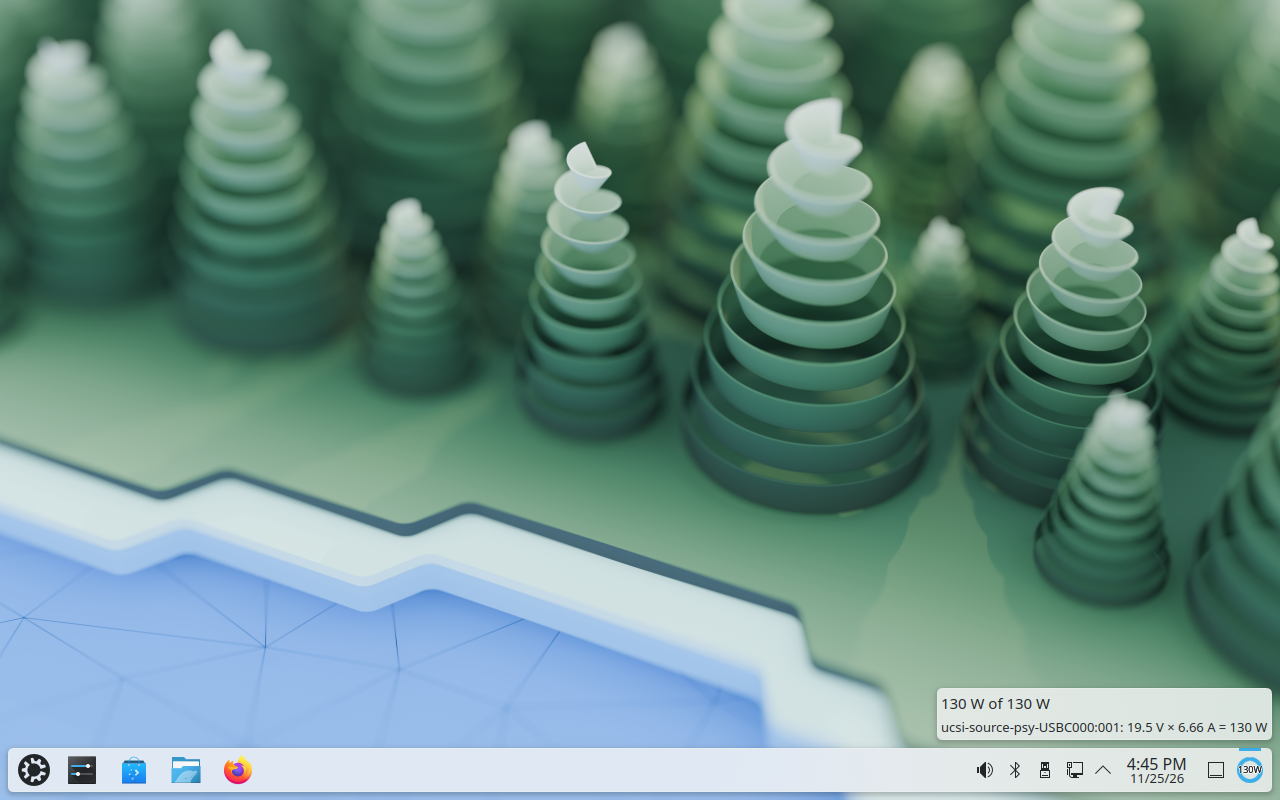 130 W of 130 W
ucsi-source-psy-USBC000:001: 19.5 V × 6.66 A = 130 W
4:45 PM
11/25/26
130W